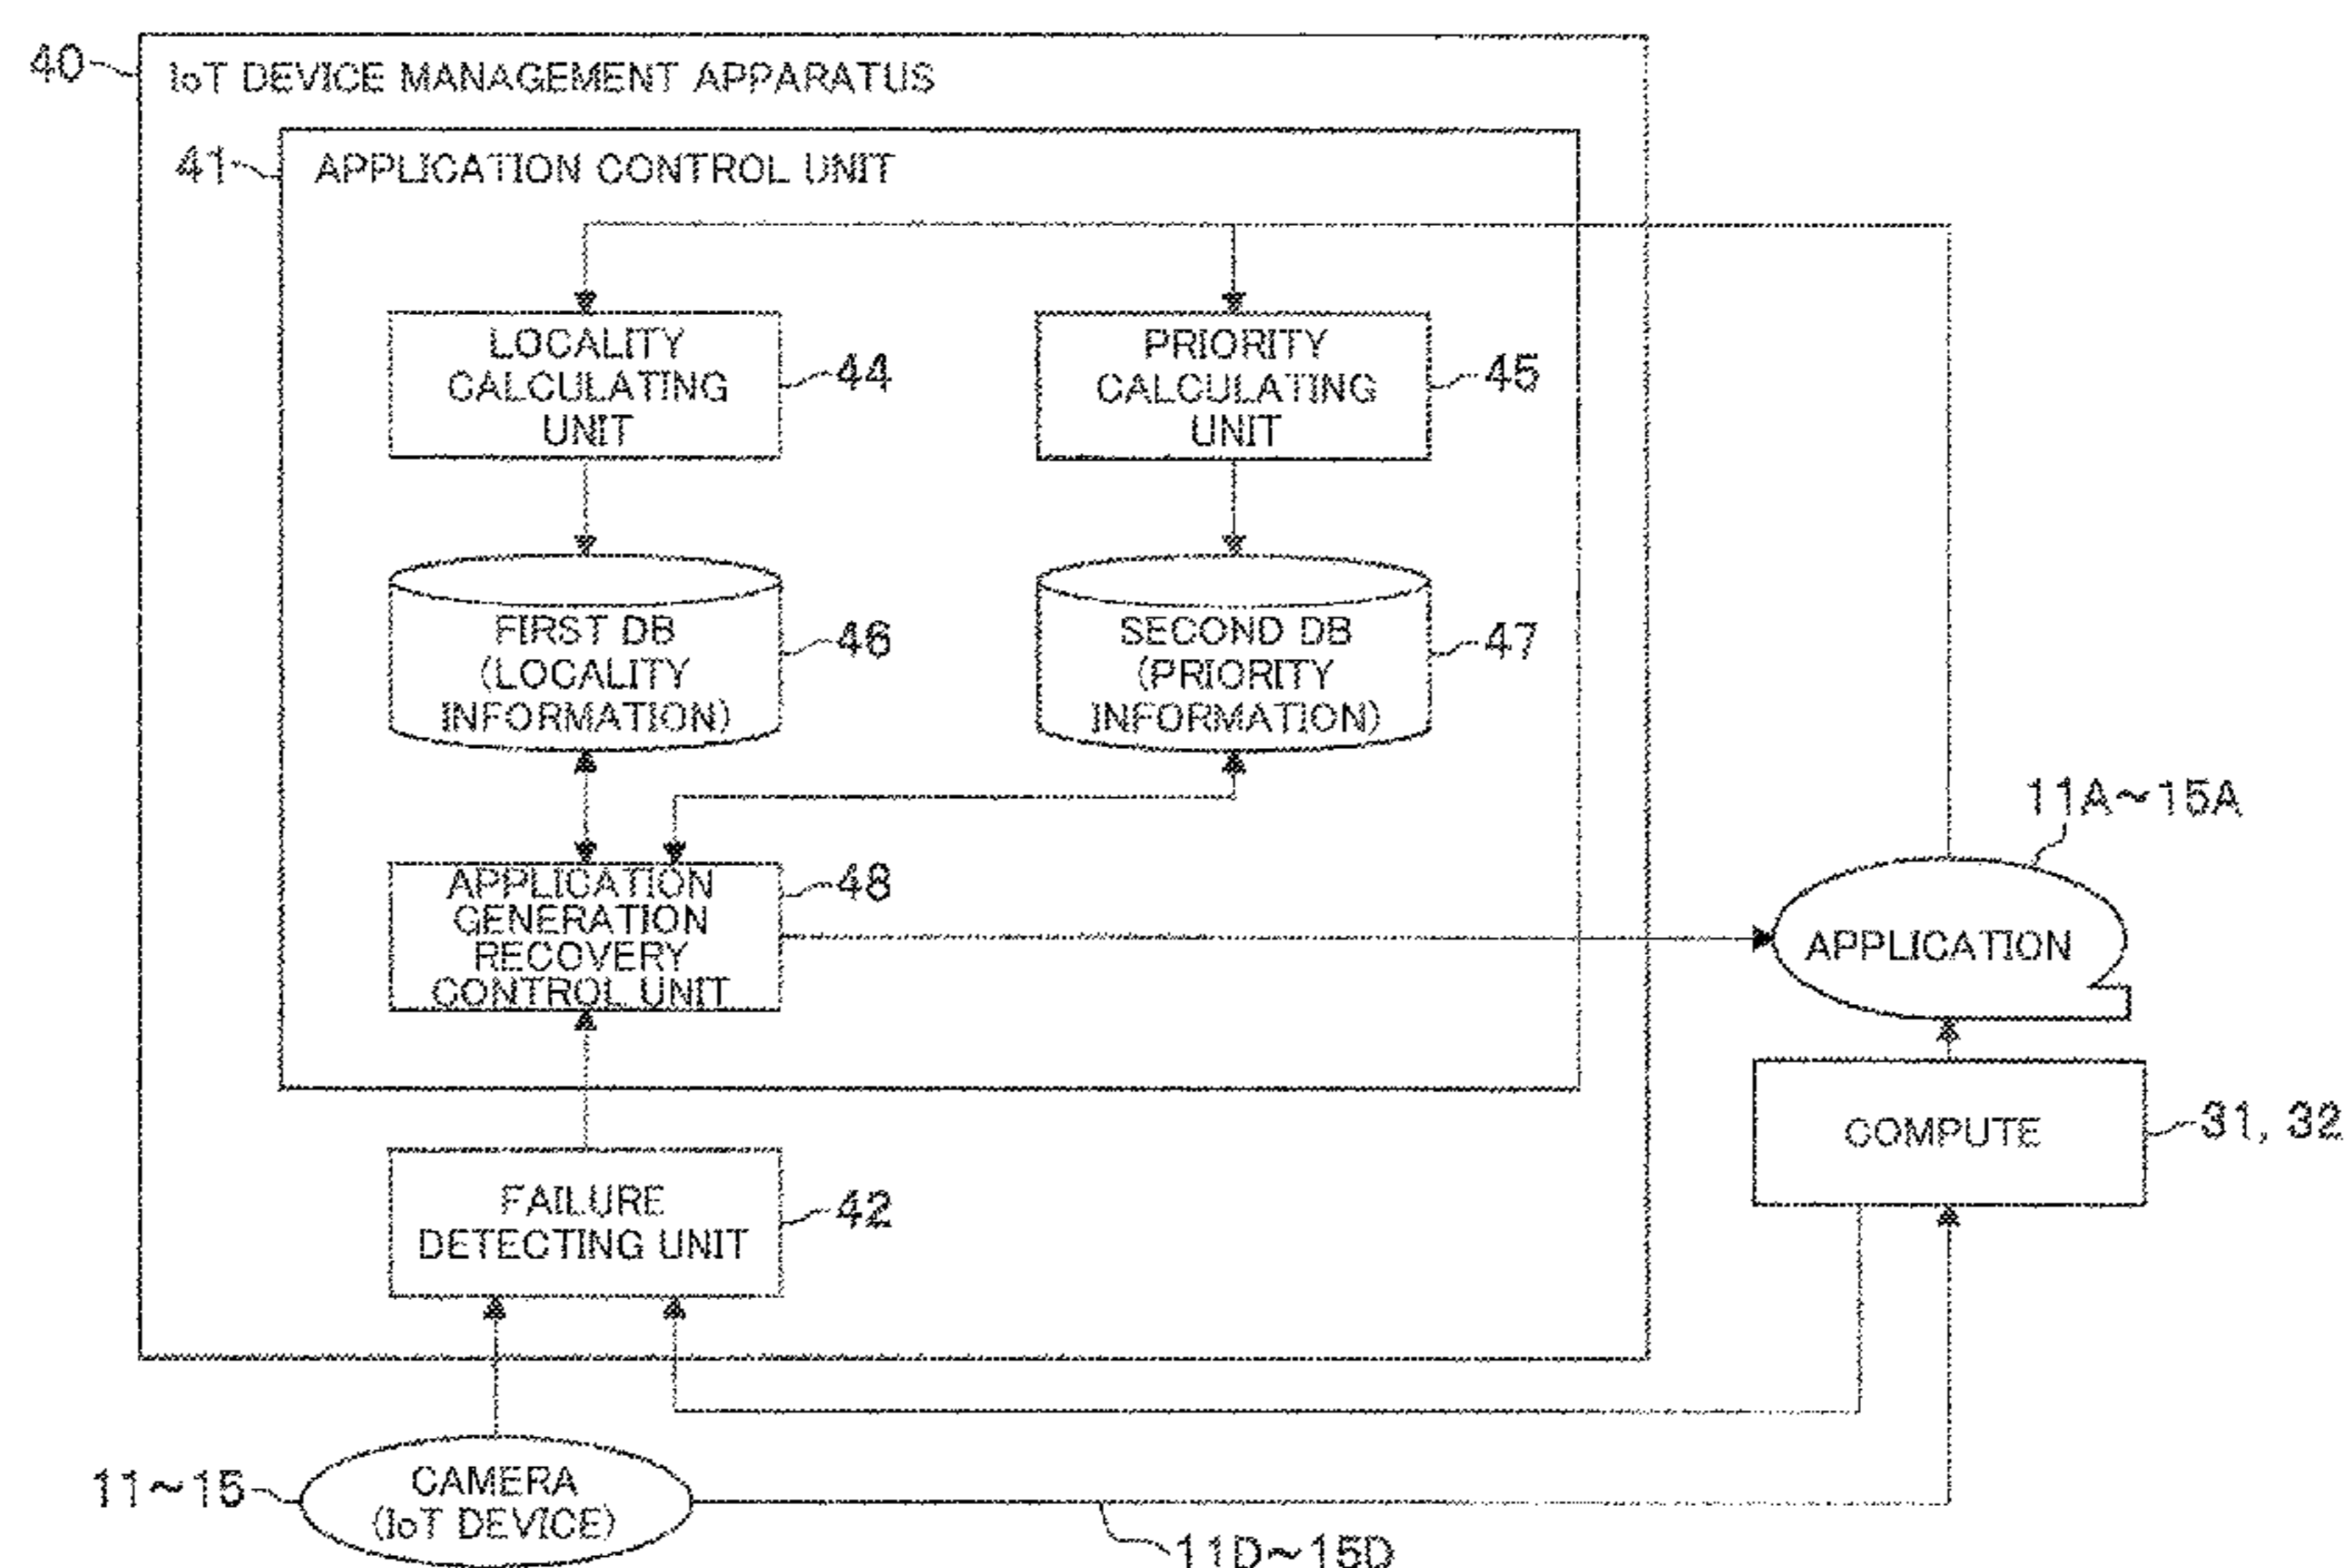 40
IoT DEVICE MANAGEMENT APPARATUS
41
APPLICATION CONTROL UNIT
LOCALITY
CALCULATING
UNIT
44
PRIORITY
CALCULATING
UNIT
45
FIRST DB
(LOCALITY
INFORMATION)
46
SECOND DB
(PRIORITY
INFORMATION)
47
APPLICATION
GENERATION
RECOVERY
CONTROL UNIT
48
11A~15A
APPLICATION
COMPUTE
31, 32
FAILURE
DETECTING UNIT
42
11~15
CAMERA
(IoT DEVICE)
11D~15D